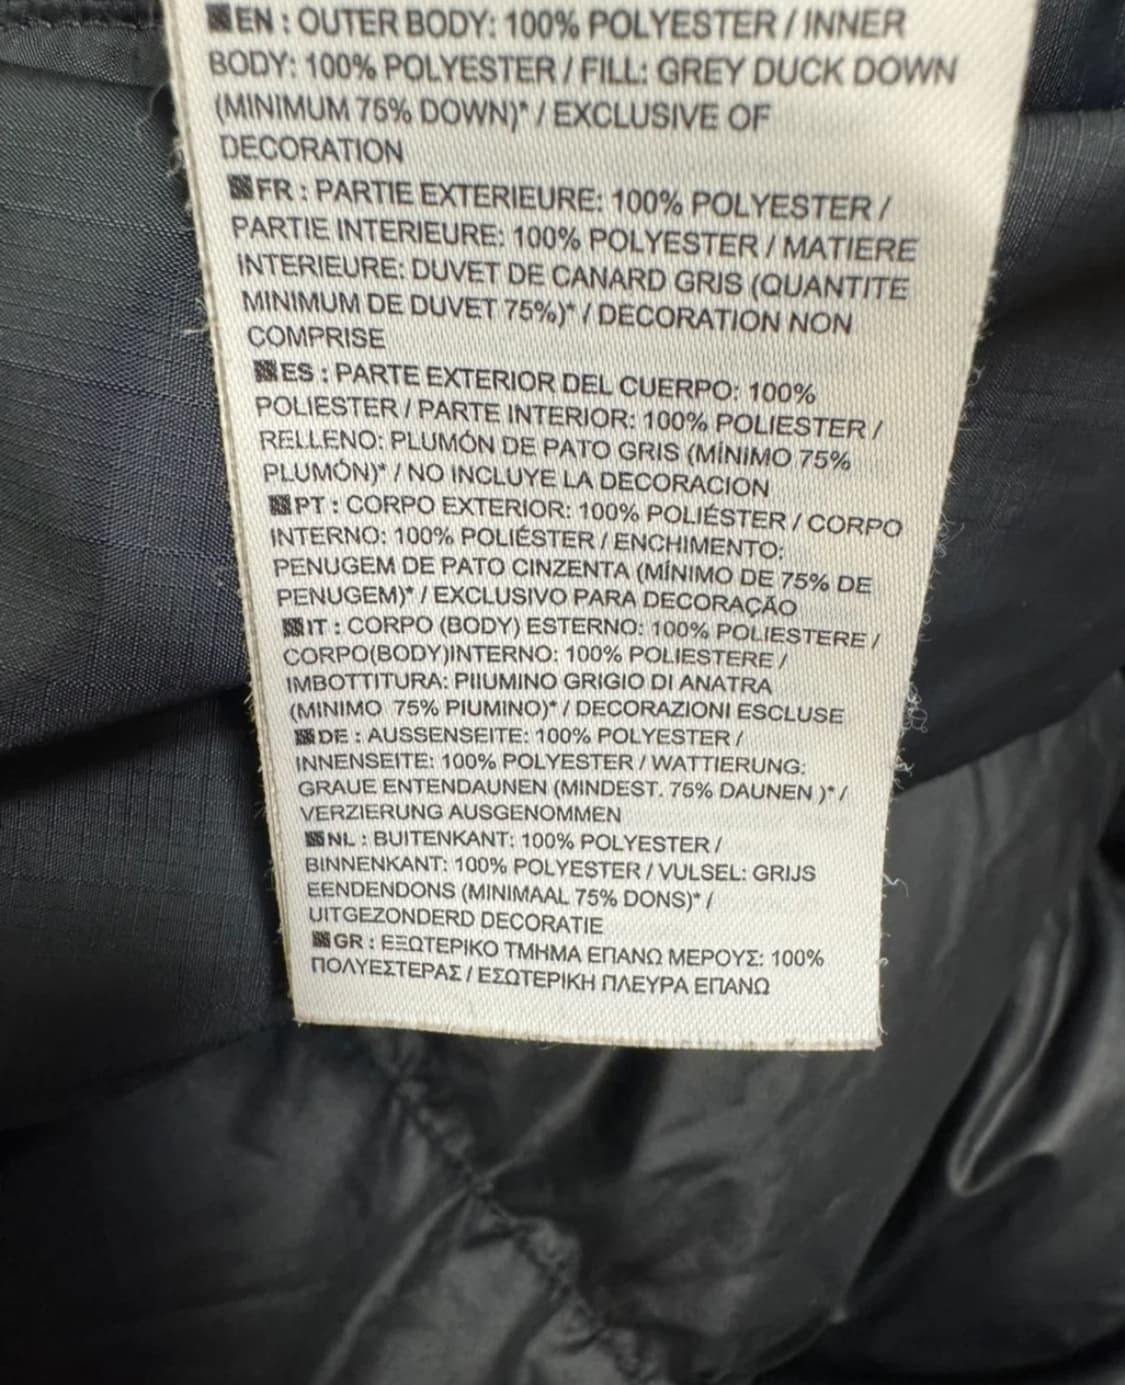 EN : OUTER BODY: 100% POLYESTER / INNER
BODY: 100% POLYESTER / FILL: GREY DUCK DOWN
(MINIMUM 75% DOWN)* / EXCLUSIVE OF
DECORATION
FR : PARTIE EXTERIEURE: 100% POLYESTER /
PARTIE INTERIEURE: 100% POLYESTER / MATIERE
INTERIEURE: DUVET DE CANARD GRIS (QUANTITE
MINIMUM DE DUVET 75%)* / DECORATION NON
COMPRISE
ES : PARTE EXTERIOR DEL CUERPO: 100%
POLIESTER / PARTE INTERIOR: 100% POLIESTER /
RELLENO: PLUMÓN DE PATO GRIS (MÍNIMO 75%
PLUMÓN)* / NO INCLUYE LA DECORACION
PT : CORPO EXTERIOR: 100% POLIÉSTER / CORPO
INTERNO: 100% POLIÉSTER / ENCHIMENTO:
PENUGEM DE PATO CINZENTA (MÍNIMO DE 75% DE
PENUGEM)* / EXCLUSIVO PARA DECORAÇÃO
IT : CORPO (BODY) ESTERNO: 100% POLIESTERE /
CORPO(BODY)INTERNO: 100% POLIESTERE /
IMBOTTITURA: PIIUMINO GRIGIO DI ANATRA
(MINIMO 75% PIUMINO)* / DECORAZIONI ESCLUSE
DE : AUSSENSEITE: 100% POLYESTER /
INNENSEITE: 100% POLYESTER / WATTIERUNG:
GRAUE ENTENDAUNEN (MINDEST. 75% DAUNEN )* /
VERZIERUNG AUSGENOMMEN
NL : BUITENKANT: 100% POLYESTER /
BINNENKANT: 100% POLYESTER / VULSEL: GRIJS
EENDENDONS (MINIMAAL 75% DONS)* /
UITGEZONDERD DECORATIE
GR : ΕΞΩΤΕΡΙΚΟ ΤΜΗΜΑ ΕΠΑΝΩ ΜΕΡΟΥΣ: 100%
ΠΟΛΥΕΣΤΕΡΑΣ / ΕΣΩΤΕΡΙΚΗ ΠΛΕΥΡΑ ΕΠΑΝΩ